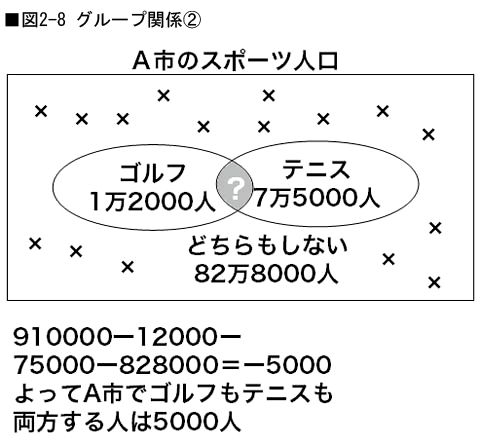 ■図2-8 グループ関係②
A市のスポーツ人口
ゴルフ
1万2000人
?
テニス
7万5000人
どちらもしない
82万8000人
910000－12000－
75000－828000＝－5000
よってA市でゴルフもテニスも
両方する人は5000人